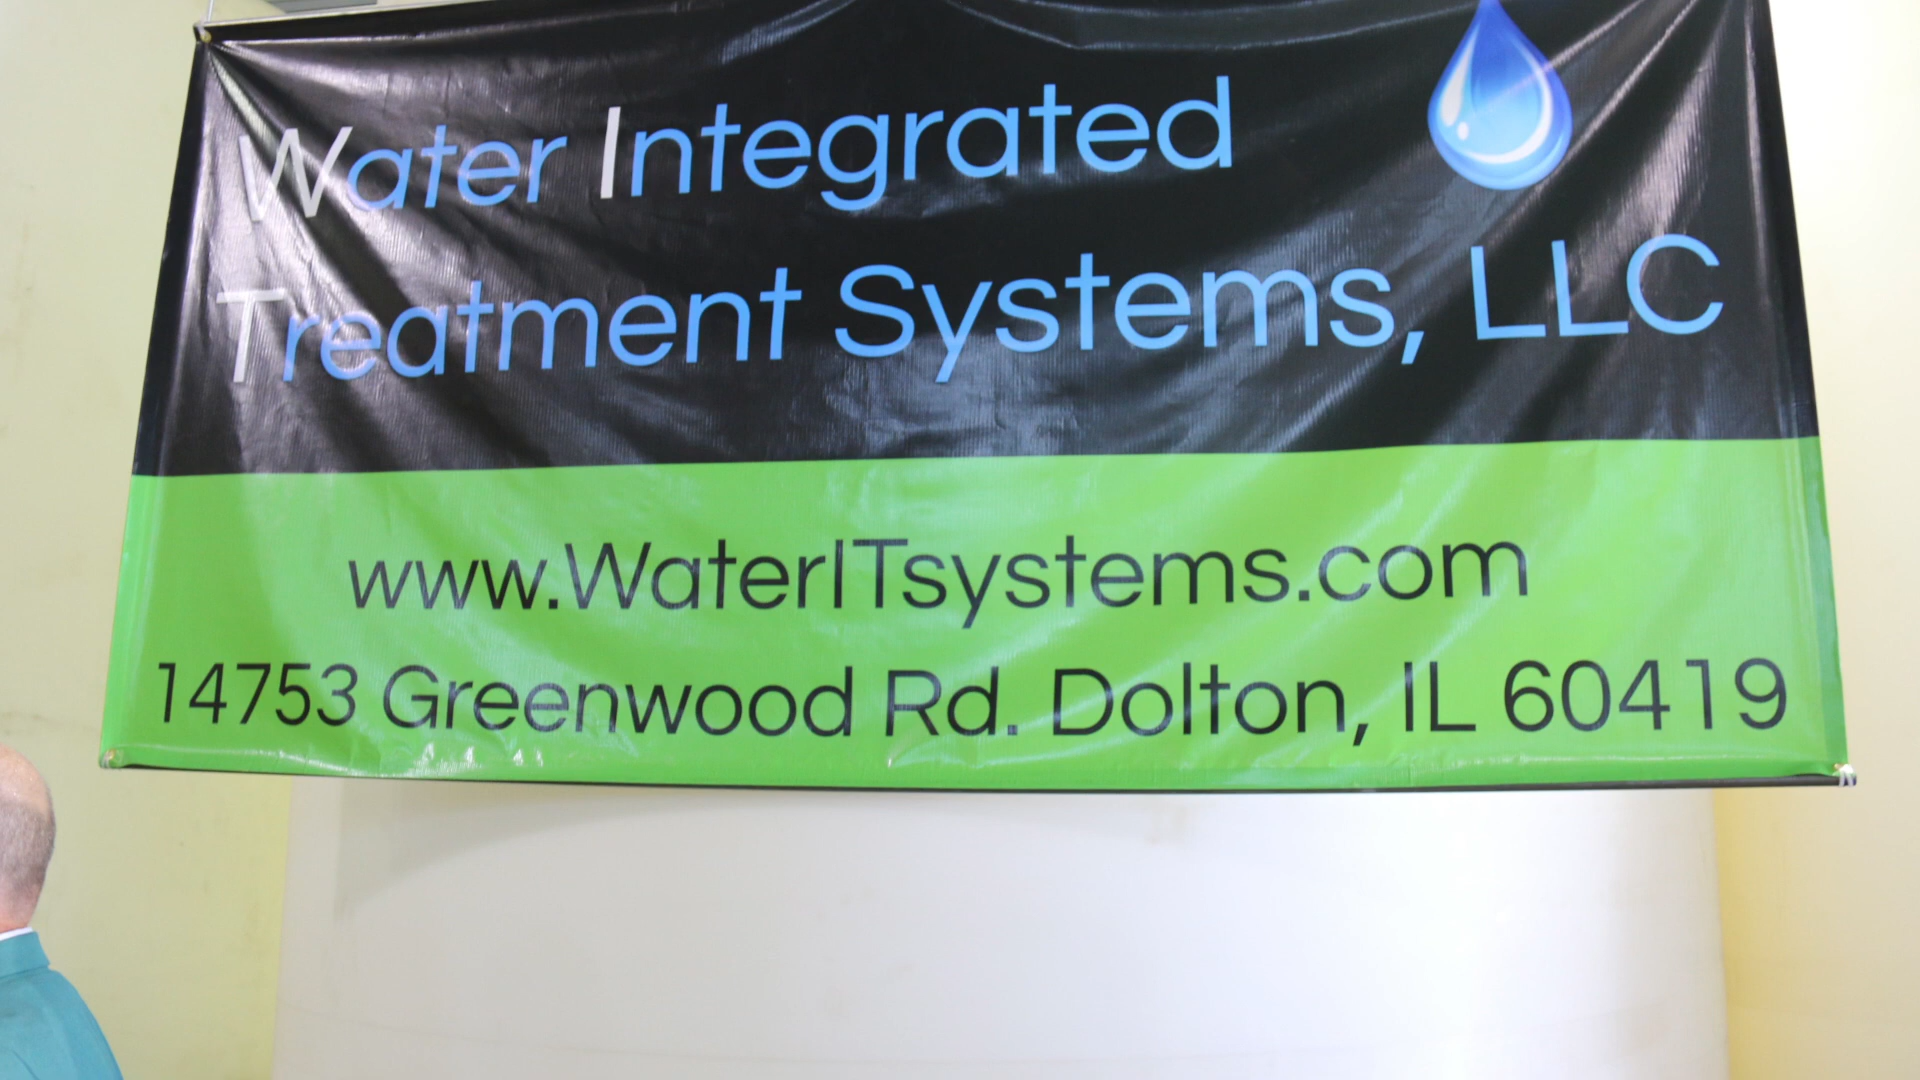 Water Integrated
Treatment Systems, LLC
www.WaterITsystems.com
14753 Greenwood Rd. Dolton, IL 60419